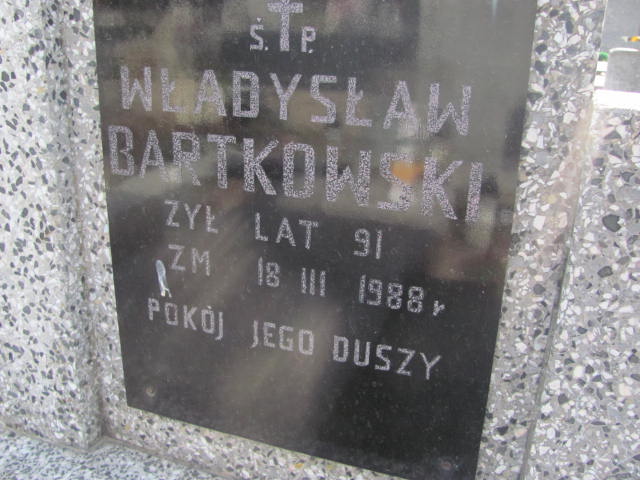 Ś. P.
WŁADYSŁAW
BARTKOWSKI
ŻYŁ LAT 91
ZM 18 III 1988 r
POKÓJ JEGO DUSZY